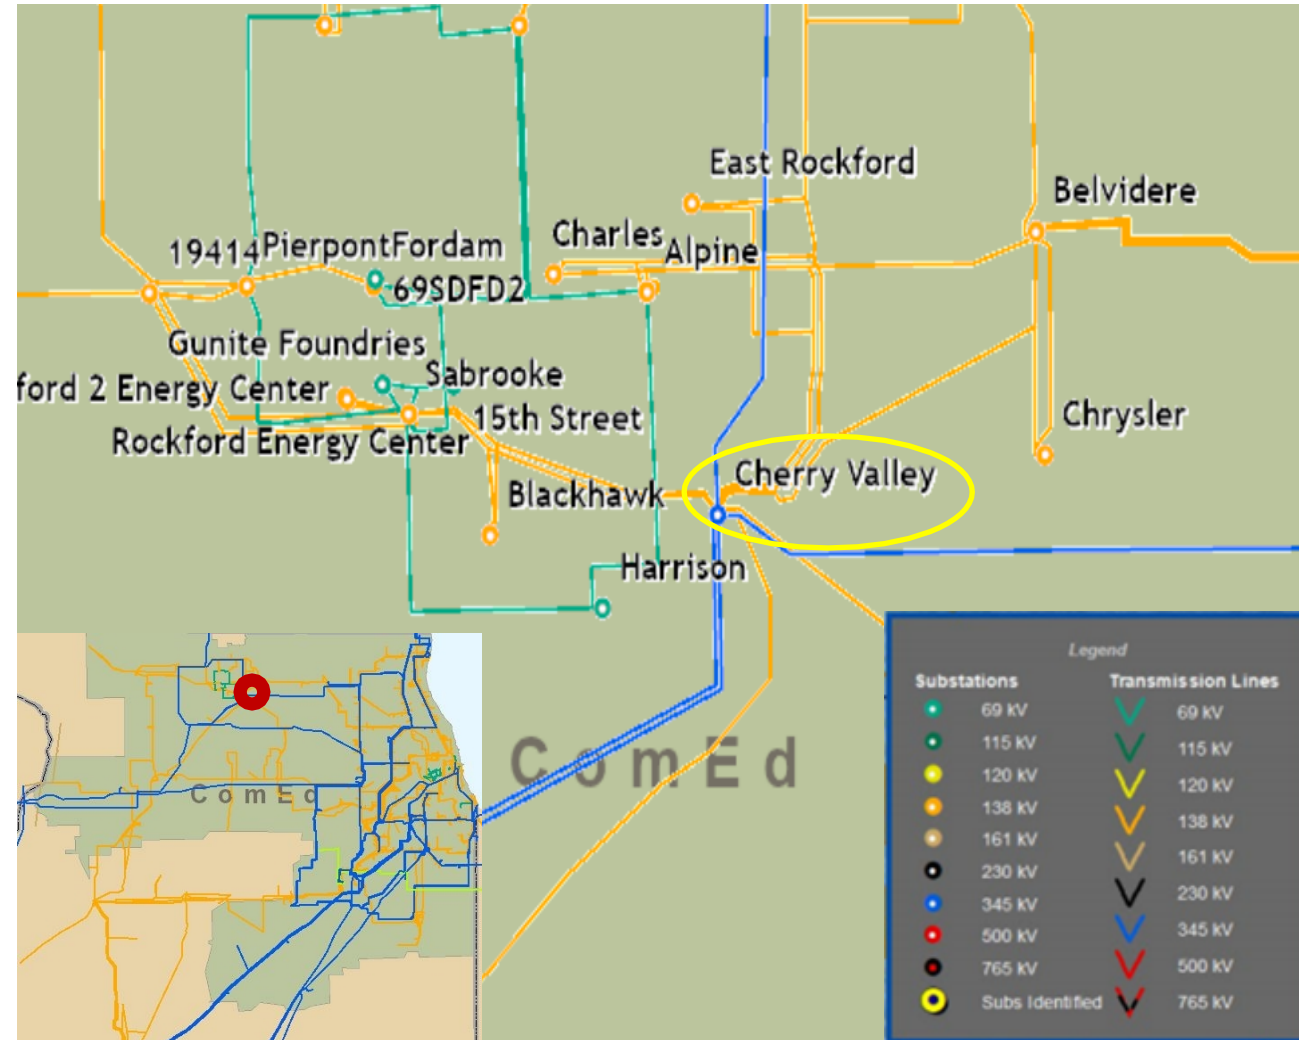 East Rockford
Belvidere
Charles
Alpine
19414
Pierpont
Fordam
69SDFD2
Gunite Foundries
Sabrooke
ford 2 Energy Center
15th Street
Rockford Energy Center
Chrysler
Cherry Valley
Blackhawk
Harrison
ComEd
ComEd
Legend
Substations
69 kV
115 kV
120 kV
138 kV
161 kV
230 kV
345 kV
500 kV
765 kV
Subs Identified
Transmission Lines
69 kV
115 kV
120 kV
138 kV
161 kV
230 kV
345 kV
500 kV
765 kV